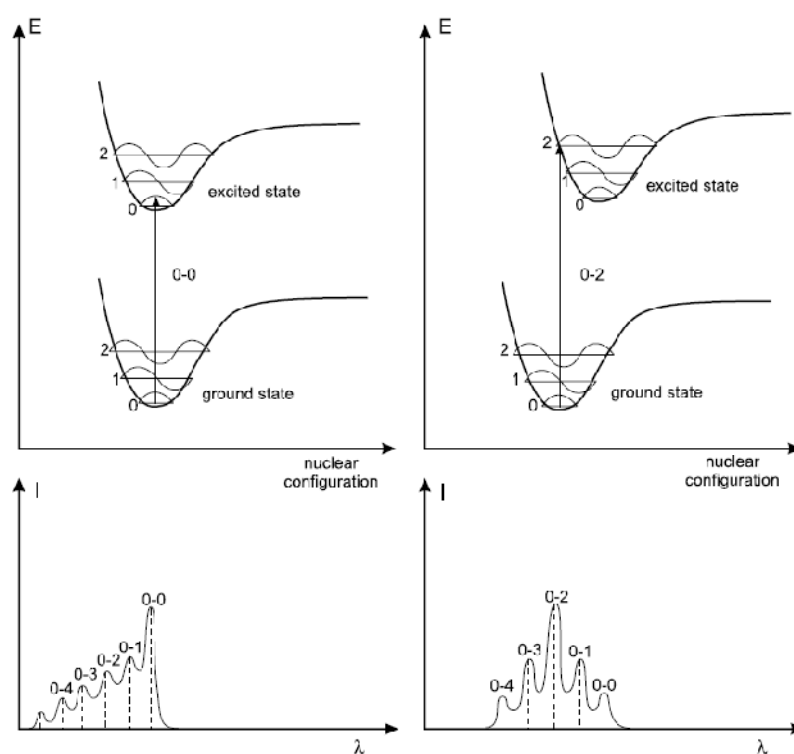 E
2
1
0
excited state
0-0
2
1
0
ground state
nuclear
configuration
E
2
1
0
excited state
0-2
2
1
0
ground state
nuclear
configuration
I
0-0
0-1
0-2
0-3
0-4
λ
I
0-2
0-3
0-1
0-4
0-0
λ